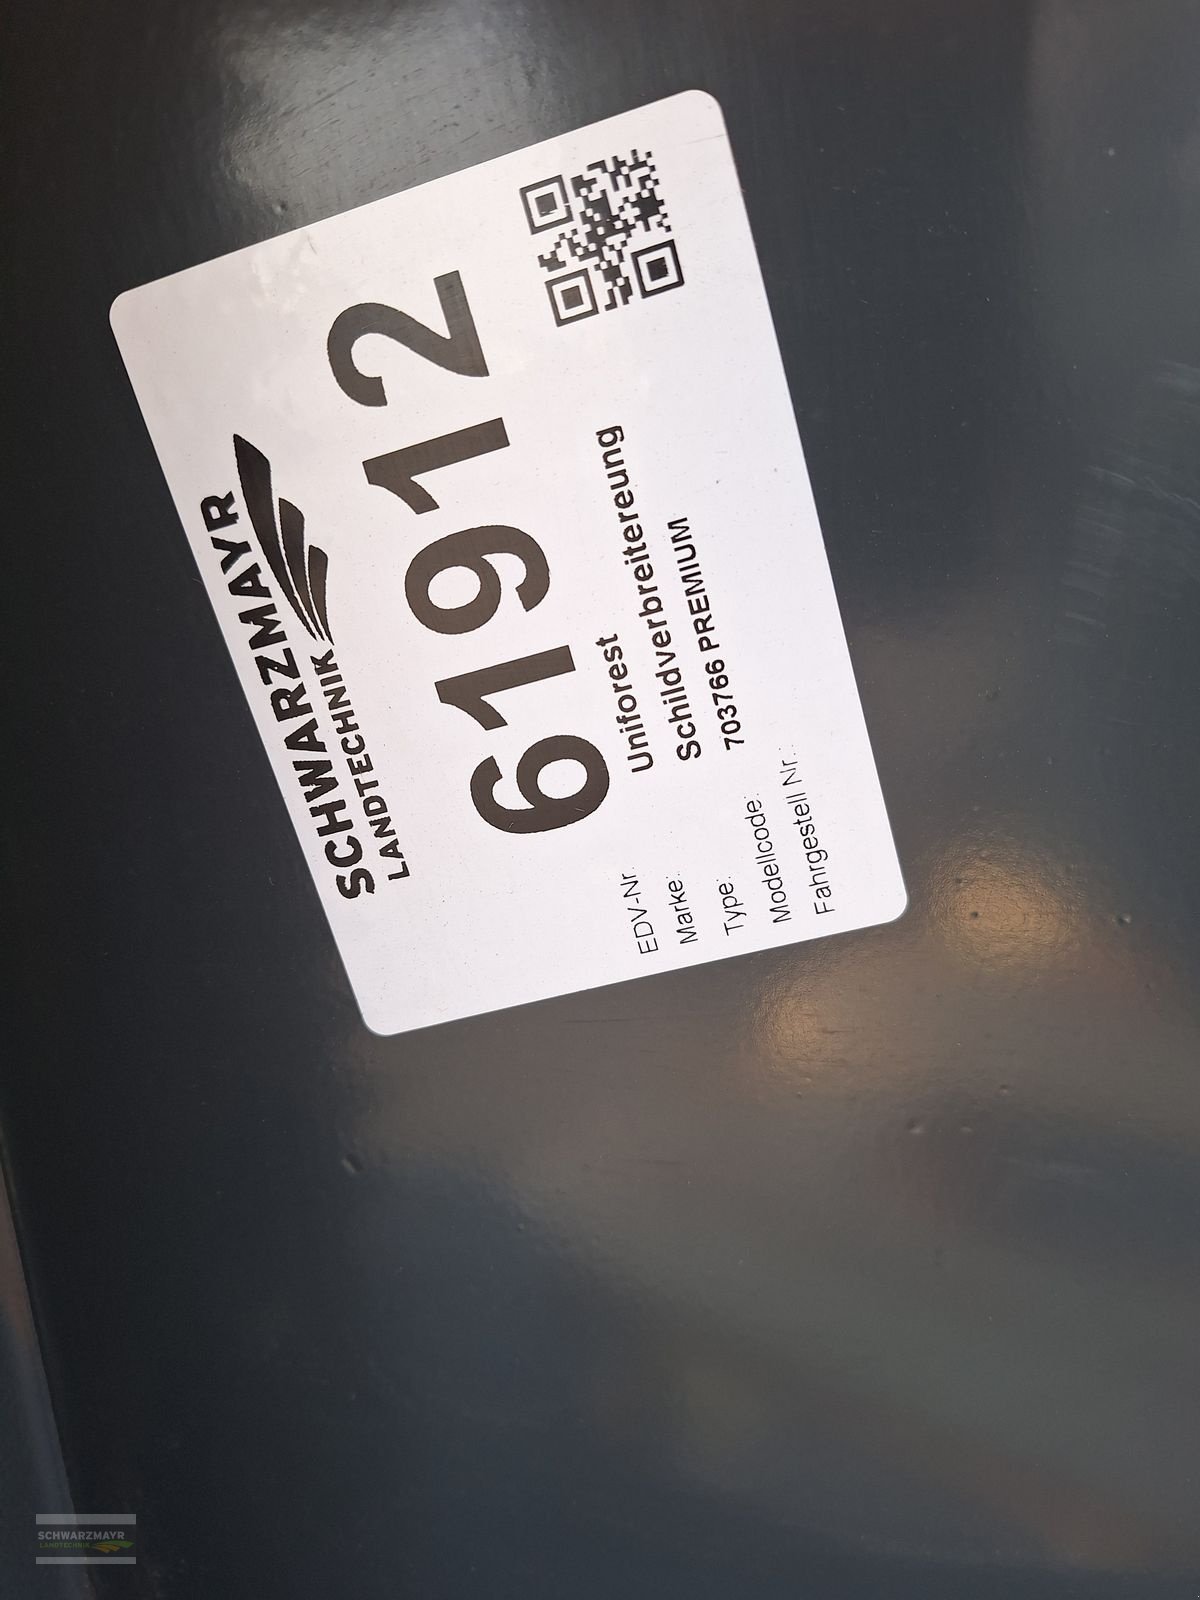 SCHWARZMAYR
LANDTECHNIK
61912
EDV-Nr.
Marke: Uniforest
Type: Schildverbreitereung
Modellcode: 703766 PREMIUM
Fahrgestell Nr.:
SCHWARZMAYR
LANDTECHNIK